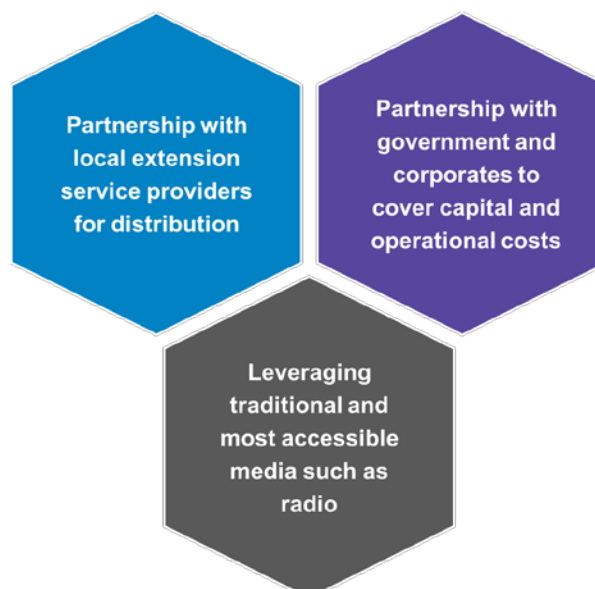 Partnership with
local extension
service providers
for distribution
Partnership with
government and
corporates to
cover capital and
operational costs
Leveraging
traditional and
most accessible
media such as
radio